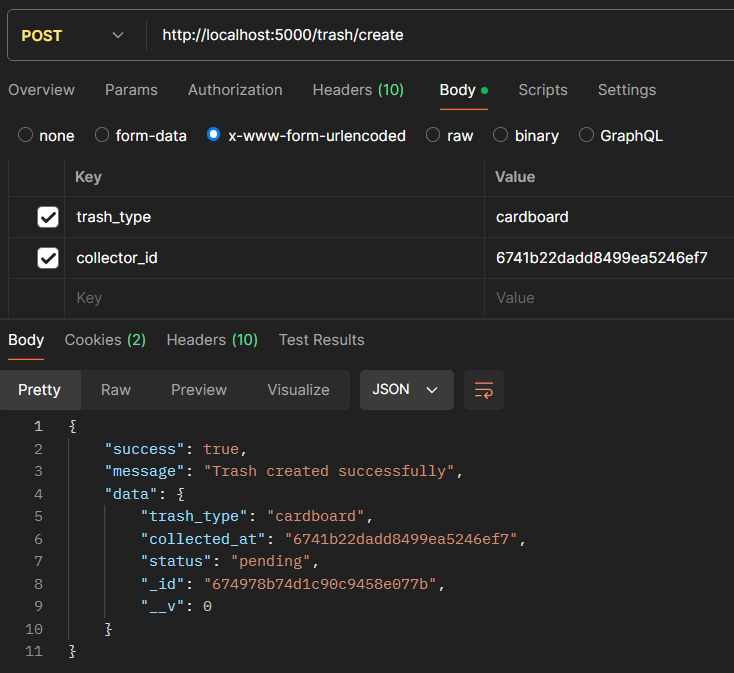 POST http://localhost:5000/trash/create
Overview Params Authorization Headers (10) Body Scripts Settings
none form-data x-www-form-urlencoded raw binary GraphQL
Key Value
trash_type cardboard
collector_id 6741b22dadd8499ea5246ef7
Key Value
Body Cookies (2) Headers (10) Test Results
Pretty Raw Preview Visualize JSON
1 {
2 "success": true,
3 "message": "Trash created successfully",
4 "data": {
5 "trash_type": "cardboard",
6 "collected_at": "6741b22dadd8499ea5246ef7",
7 "status": "pending",
8 "_id": "674978b74d1c90c9458e077b",
9 "__v": 0
10 }
11 }